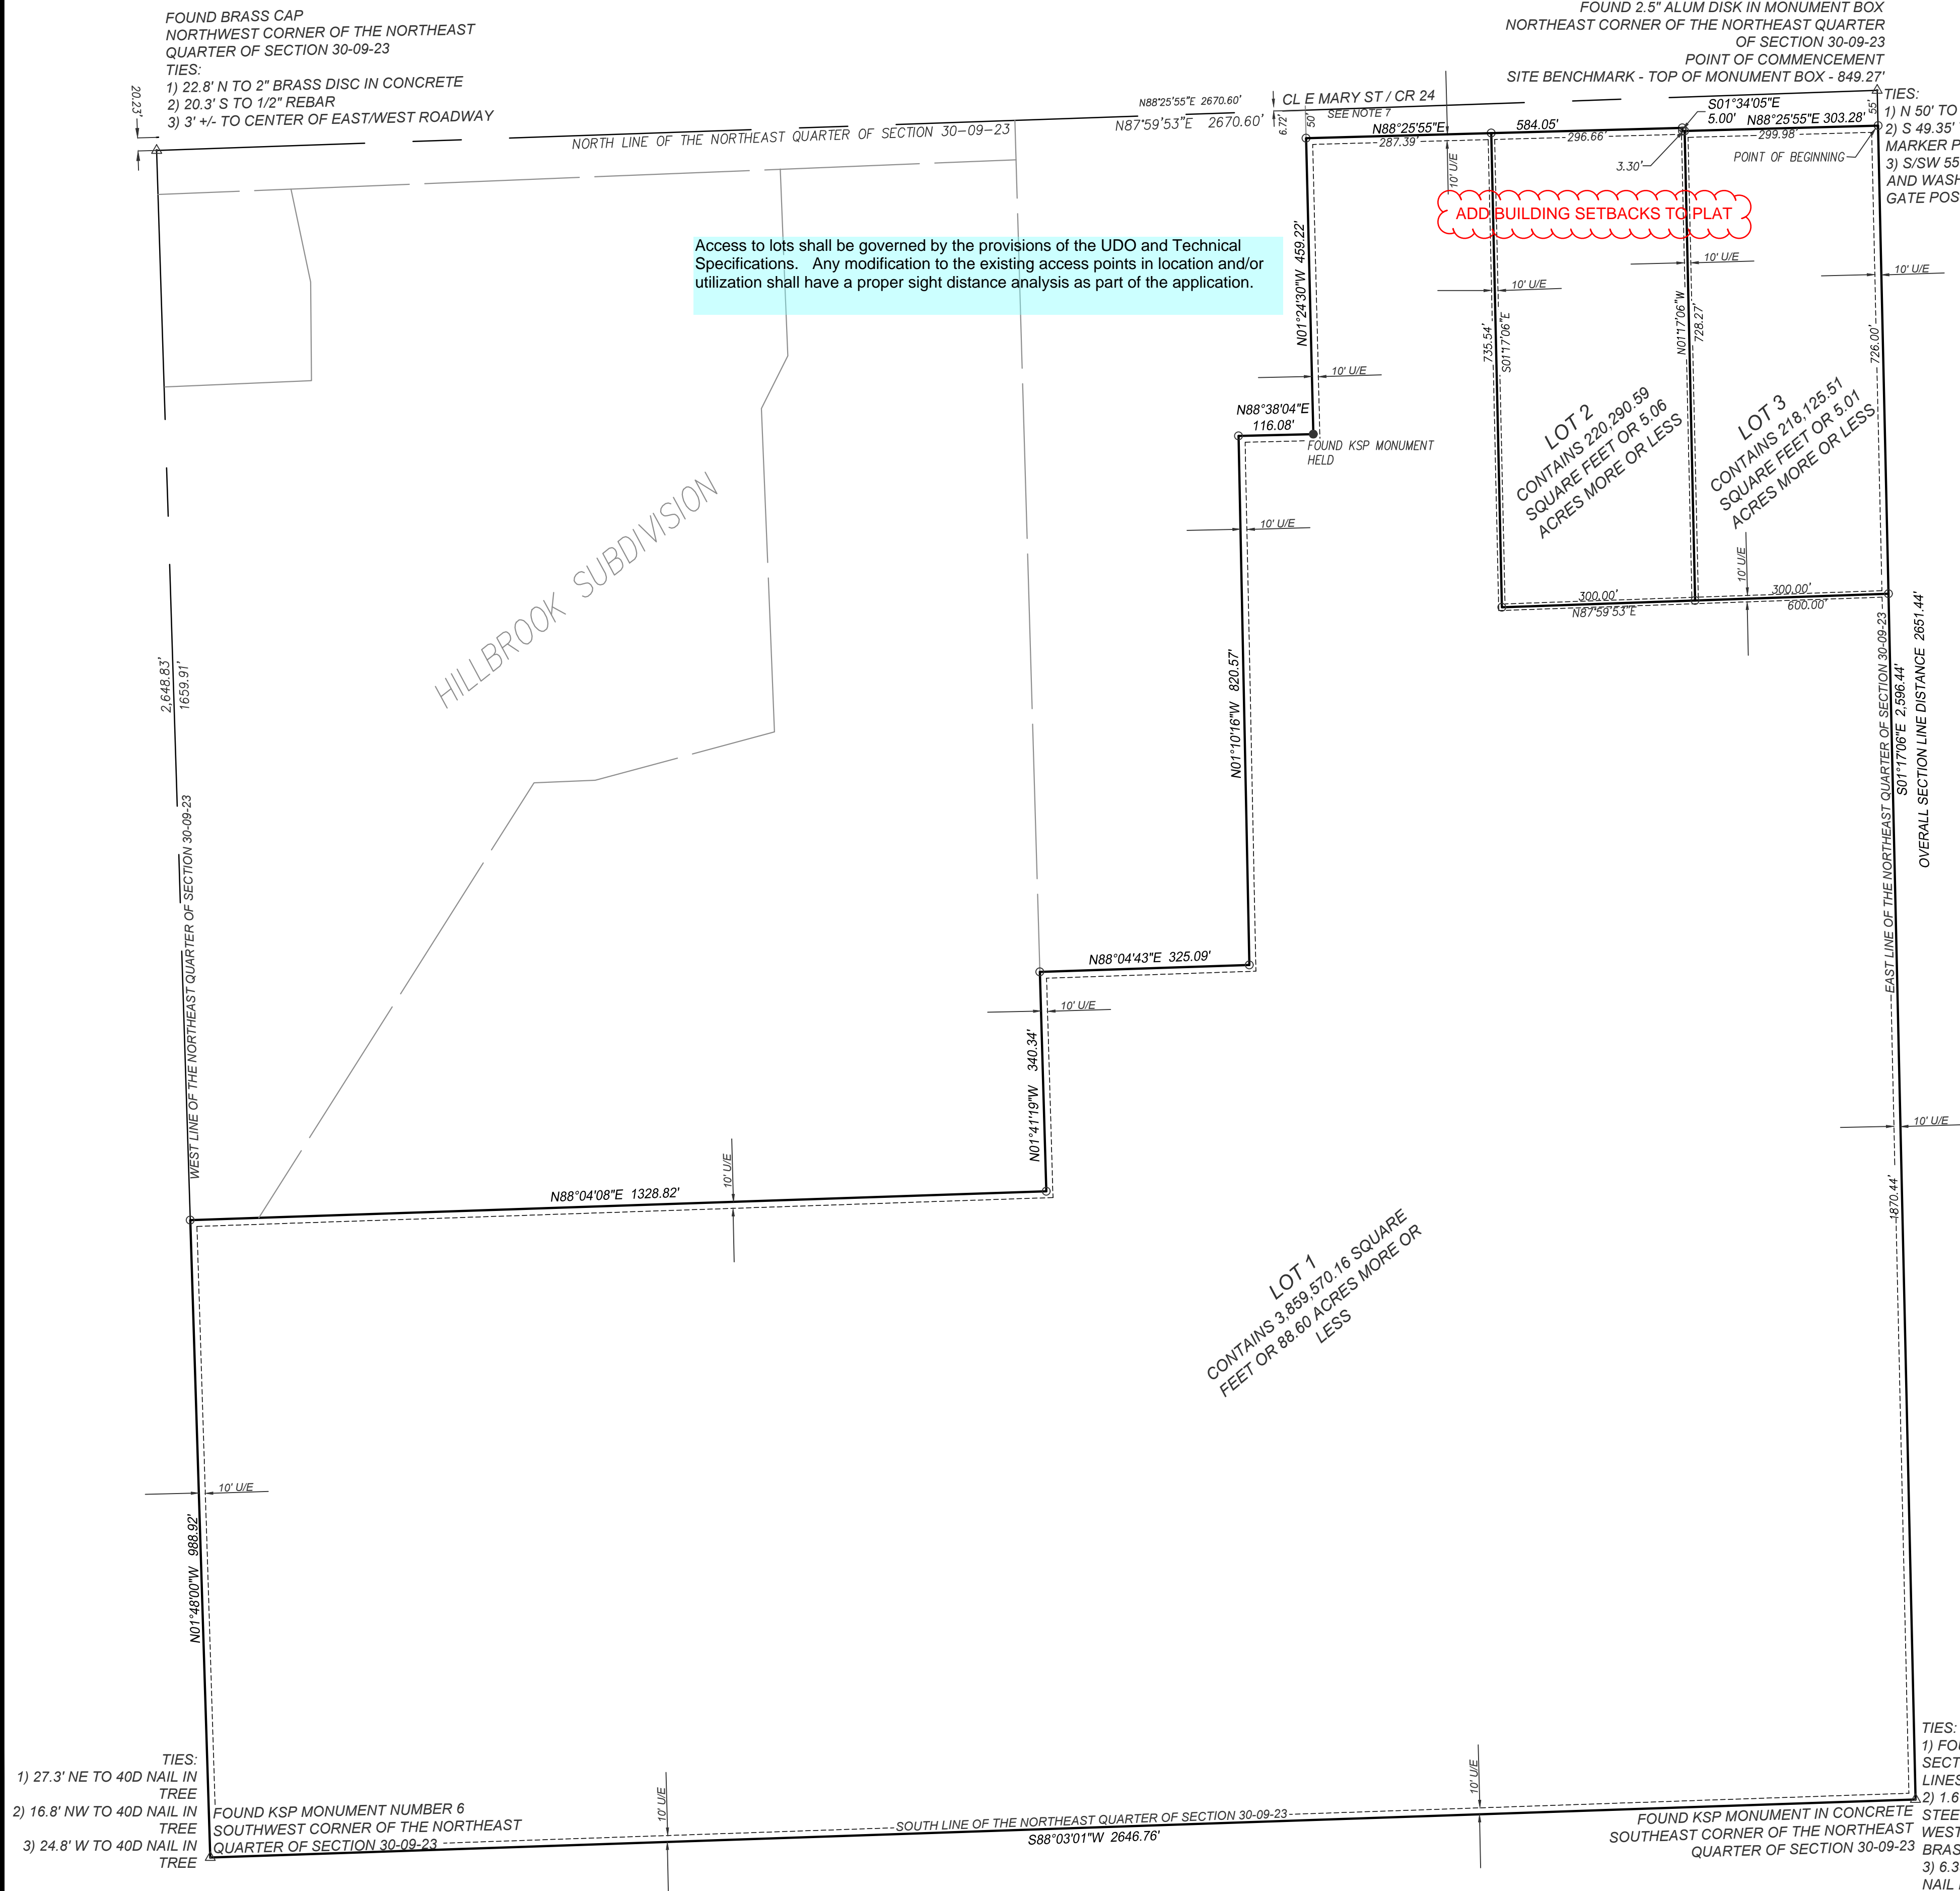 FOUND BRASS CAP
NORTHWEST CORNER OF THE NORTHEAST
QUARTER OF SECTION 30-09-23
TIES:
1) 22.8' N TO 2" BRASS DISC IN CONCRETE
2) 20.3' S TO 1/2" REBAR
3) 3' +/- TO CENTER OF EAST/WEST ROADWAY
20.23'
FOUND 2.5" ALUM DISK IN MONUMENT BOX
NORTHEAST CORNER OF THE NORTHEAST QUARTER
OF SECTION 30-09-23
POINT OF COMMENCEMENT
SITE BENCHMARK - TOP OF MONUMENT BOX - 849.27'
TIES:
1) N 50' TO
2) S 49.35'
MARKER P
3) S/SW 55
AND WASH
GATE POS
NORTH LINE OF THE NORTHEAST QUARTER OF SECTION 30-09-23
N88°25'55"E 2670.60'
N87°59'53"E 2670.60'
6.72'
50'
CL E MARY ST / CR 24
SEE NOTE 7
N88°25'55"E
584.05'
287.39'
296.66'
S01°34'05"E
5.00'
N88°25'55"E 303.28'
299.98'
55'
3.30'
POINT OF BEGINNING
10' U/E
ADD BUILDING SETBACKS TO PLAT
Access to lots shall be governed by the provisions of the UDO and Technical
Specifications. Any modification to the existing access points in location and/or
utilization shall have a proper sight distance analysis as part of the application.
N01°24'30"W 459.22'
10' U/E
10' U/E
10' U/E
10' U/E
735.54'
S01°17'06"E
N01°17'06"W
728.27'
726.00'
N88°38'04"E
116.08'
FOUND KSP MONUMENT
HELD
LOT 2
CONTAINS 220,290.59
SQUARE FEET OR 5.06
ACRES MORE OR LESS
LOT 3
CONTAINS 218,125.51
SQUARE FEET OR 5.01
ACRES MORE OR LESS
10' U/E
10' U/E
300.00'
N87°59'53"E
300.00'
600.00'
HILLBROOK SUBDIVISION
2,648.83'
1659.91'
N01°10'16"W 820.57'
EAST LINE OF THE NORTHEAST QUARTER OF SECTION 30-09-23
S01°17'06"E 2,596.44'
OVERALL SECTION LINE DISTANCE 2651.44'
WEST LINE OF THE NORTHEAST QUARTER OF SECTION 30-09-23
N88°04'43"E 325.09'
10' U/E
N01°41'19"W 340.34'
10' U/E
1870.44'
N88°04'08"E 1328.82'
10' U/E
LOT 1
CONTAINS 3,859,570.16 SQUARE
FEET OR 88.60 ACRES MORE OR
LESS
10' U/E
N01°48'00"W 988.92'
TIES:
1) 27.3' NE TO 40D NAIL IN
TREE
2) 16.8' NW TO 40D NAIL IN
TREE
3) 24.8' W TO 40D NAIL IN
TREE
FOUND KSP MONUMENT NUMBER 6
SOUTHWEST CORNER OF THE NORTHEAST
QUARTER OF SECTION 30-09-23
10' U/E
SOUTH LINE OF THE NORTHEAST QUARTER OF SECTION 30-09-23
S88°03'01"W 2646.76'
10' U/E
FOUND KSP MONUMENT IN CONCRETE
SOUTHEAST CORNER OF THE NORTHEAST
QUARTER OF SECTION 30-09-23
TIES:
1) FOU
SECT
LINES
2) 1.6
STEE
WEST
BRAS
3) 6.3
NAIL